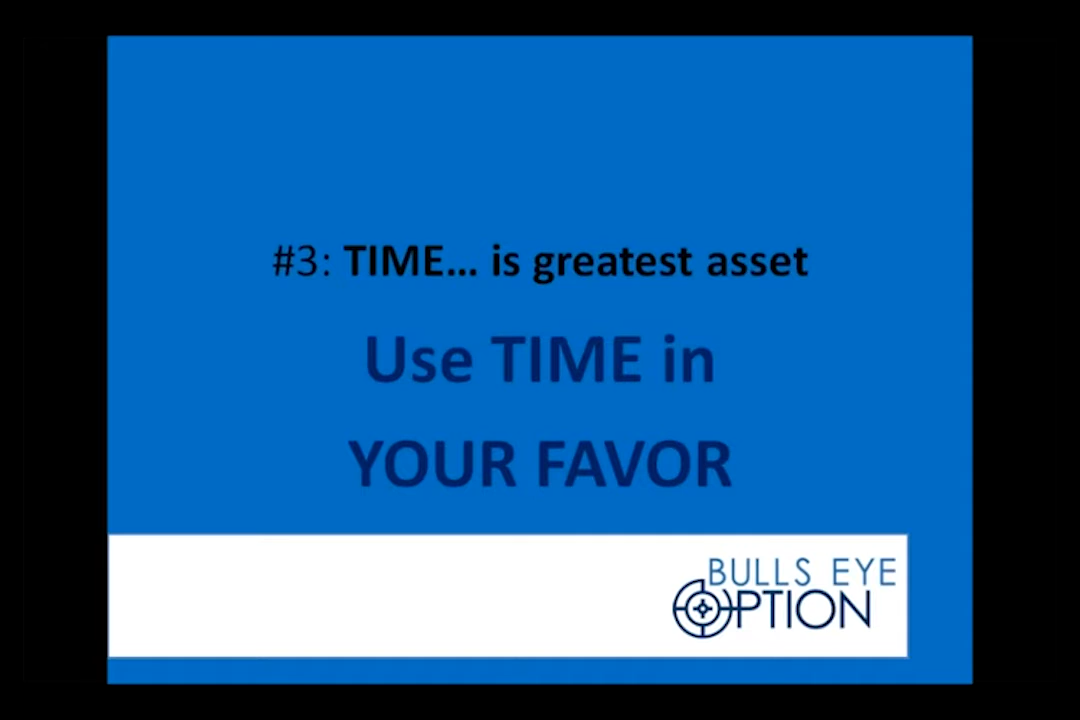 #3: TIME... is greatest asset
Use TIME in
YOUR FAVOR
BULLS EYE
OPTION